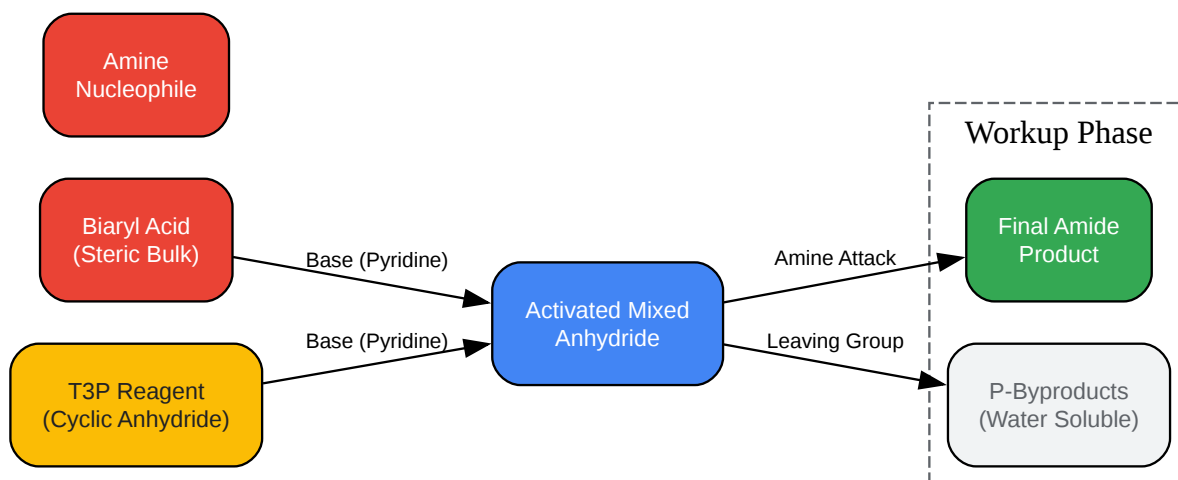 Amine
Nucleophile
Workup Phase
Biaryl Acid
(Steric Bulk)
Base (Pyridine)
Amine Attack
Final Amide
Product
Activated Mixed
Anhydride
Base (Pyridine)
Leaving Group
T3P Reagent
(Cyclic Anhydride)
P-Byproducts
(Water Soluble)